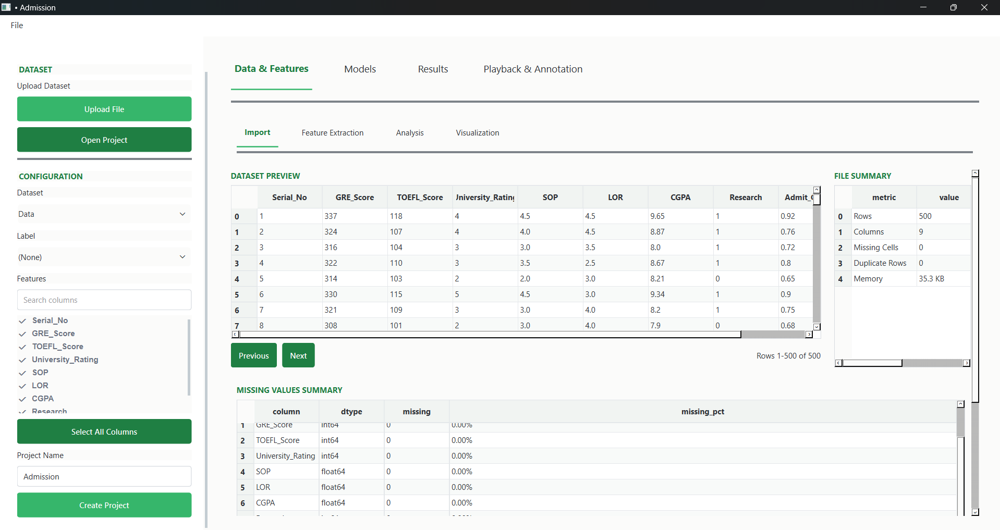 • Admission
File
DATASET
Upload Dataset
Upload File
Open Project
CONFIGURATION
Dataset
Data
Label
(None)
Features
Search columns
Serial_No
GRE_Score
TOEFL_Score
University_Rating
SOP
LOR
CGPA
Research
Select All Columns
Project Name
Admission
Create Project
Data & Features Models Results Playback & Annotation
Import Feature Extraction Analysis Visualization
DATASET PREVIEW
Serial_No GRE_Score TOEFL_Score University_Rating SOP LOR CGPA Research Admit_
0 1 337 118 4 4.5 4.5 9.65 1 0.92
1 2 324 107 4 4.0 4.5 8.87 1 0.76
2 3 316 104 3 3.0 3.5 8.0 1 0.72
3 4 322 110 3 3.5 2.5 8.67 1 0.8
4 5 314 103 2 2.0 3.0 8.21 0 0.65
5 6 330 115 5 4.5 3.0 9.34 1 0.9
6 7 321 109 3 3.0 4.0 8.2 1 0.75
7 8 308 101 2 3.0 4.0 7.9 0 0.68
Previous Next Rows 1-500 of 500
FILE SUMMARY
metric value
0 Rows 500
1 Columns 9
2 Missing Cells 0
3 Duplicate Rows 0
4 Memory 35.3 KB
MISSING VALUES SUMMARY
column dtype missing missing_pct
1 GRE_Score int64 0 0.00%
2 TOEFL_Score int64 0 0.00%
3 University_Rating int64 0 0.00%
4 SOP float64 0 0.00%
5 LOR float64 0 0.00%
6 CGPA float64 0 0.00%